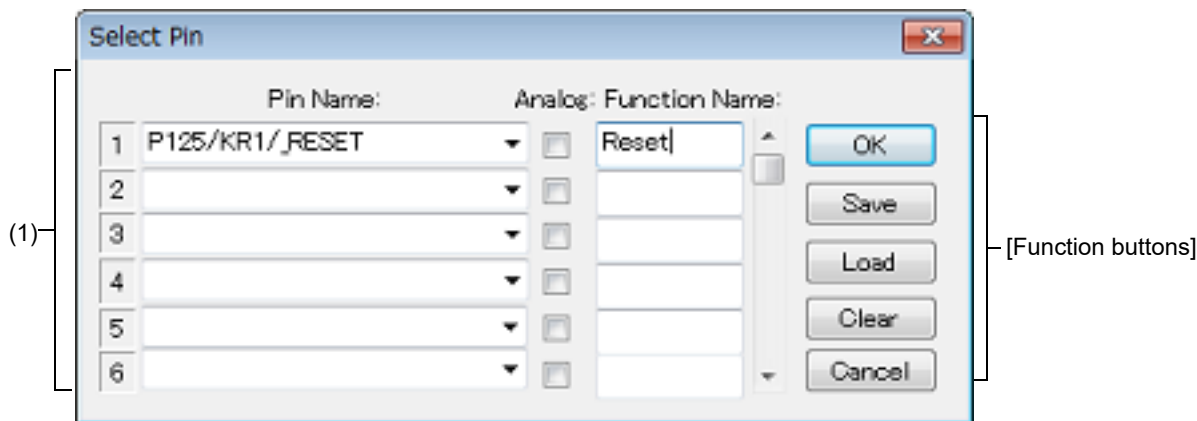 Select Pin
Pin Name: Analog: Function Name:
1 P125/KR1/_RESET Reset OK
2
Save
3
(1) [Function buttons]
Load
4
5 Clear
6 Cancel